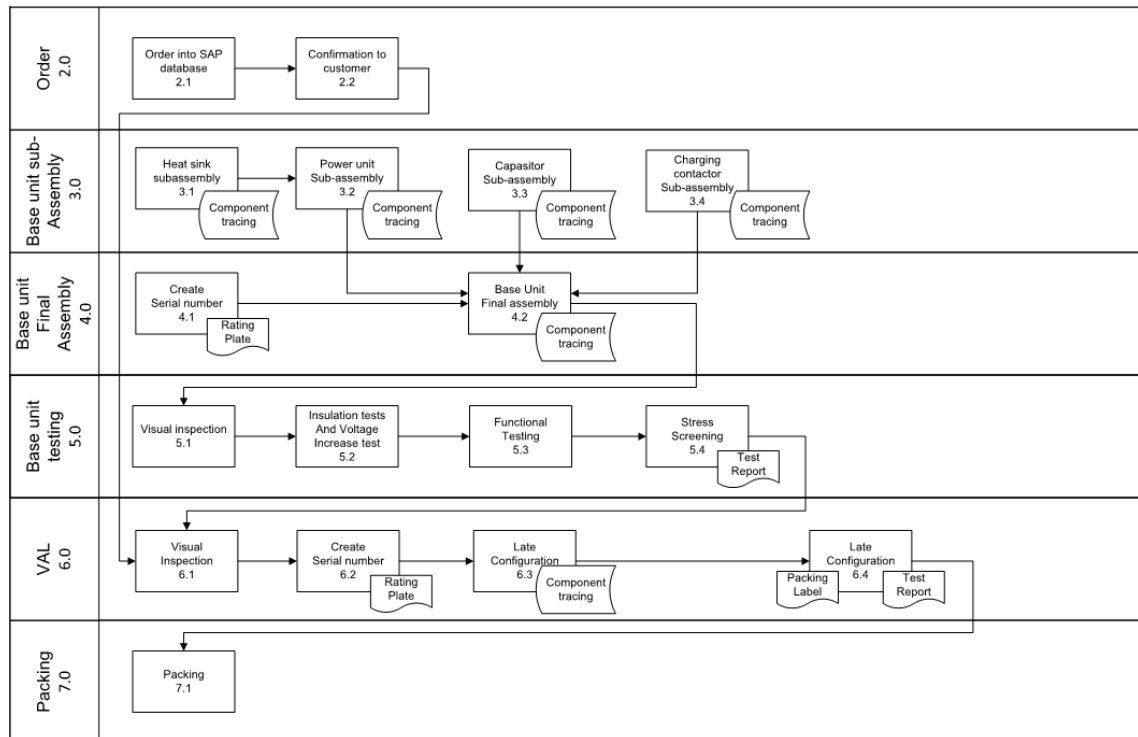 Order
2.0
Order into SAP
database
2.1
Confirmation to
customer
2.2
Base unit sub-
Assembly
3.0
Heat sink
subassembly
3.1
Component
tracing
Power unit
Sub-assembly
3.2
Component
tracing
Capasitor
Sub-assembly
3.3
Component
tracing
Charging
contactor
Sub-assembly
3.4
Component
tracing
Base unit
Final
Assembly
4.0
Create
Serial number
4.1
Rating
Plate
Base Unit
Final assembly
4.2
Component
tracing
Base unit
testing
5.0
Visual inspection
5.1
Insulation tests
And Voltage
Increase test
5.2
Functional
Testing
5.3
Stress
Screening
5.4
Test
Report
VAL
6.0
Visual
Inspection
6.1
Create
Serial number
6.2
Rating
Plate
Late
Configuration
6.3
Component
tracing
Late
Configuration
6.4
Packing
Label
Test
Report
Packing
7.0
Packing
7.1